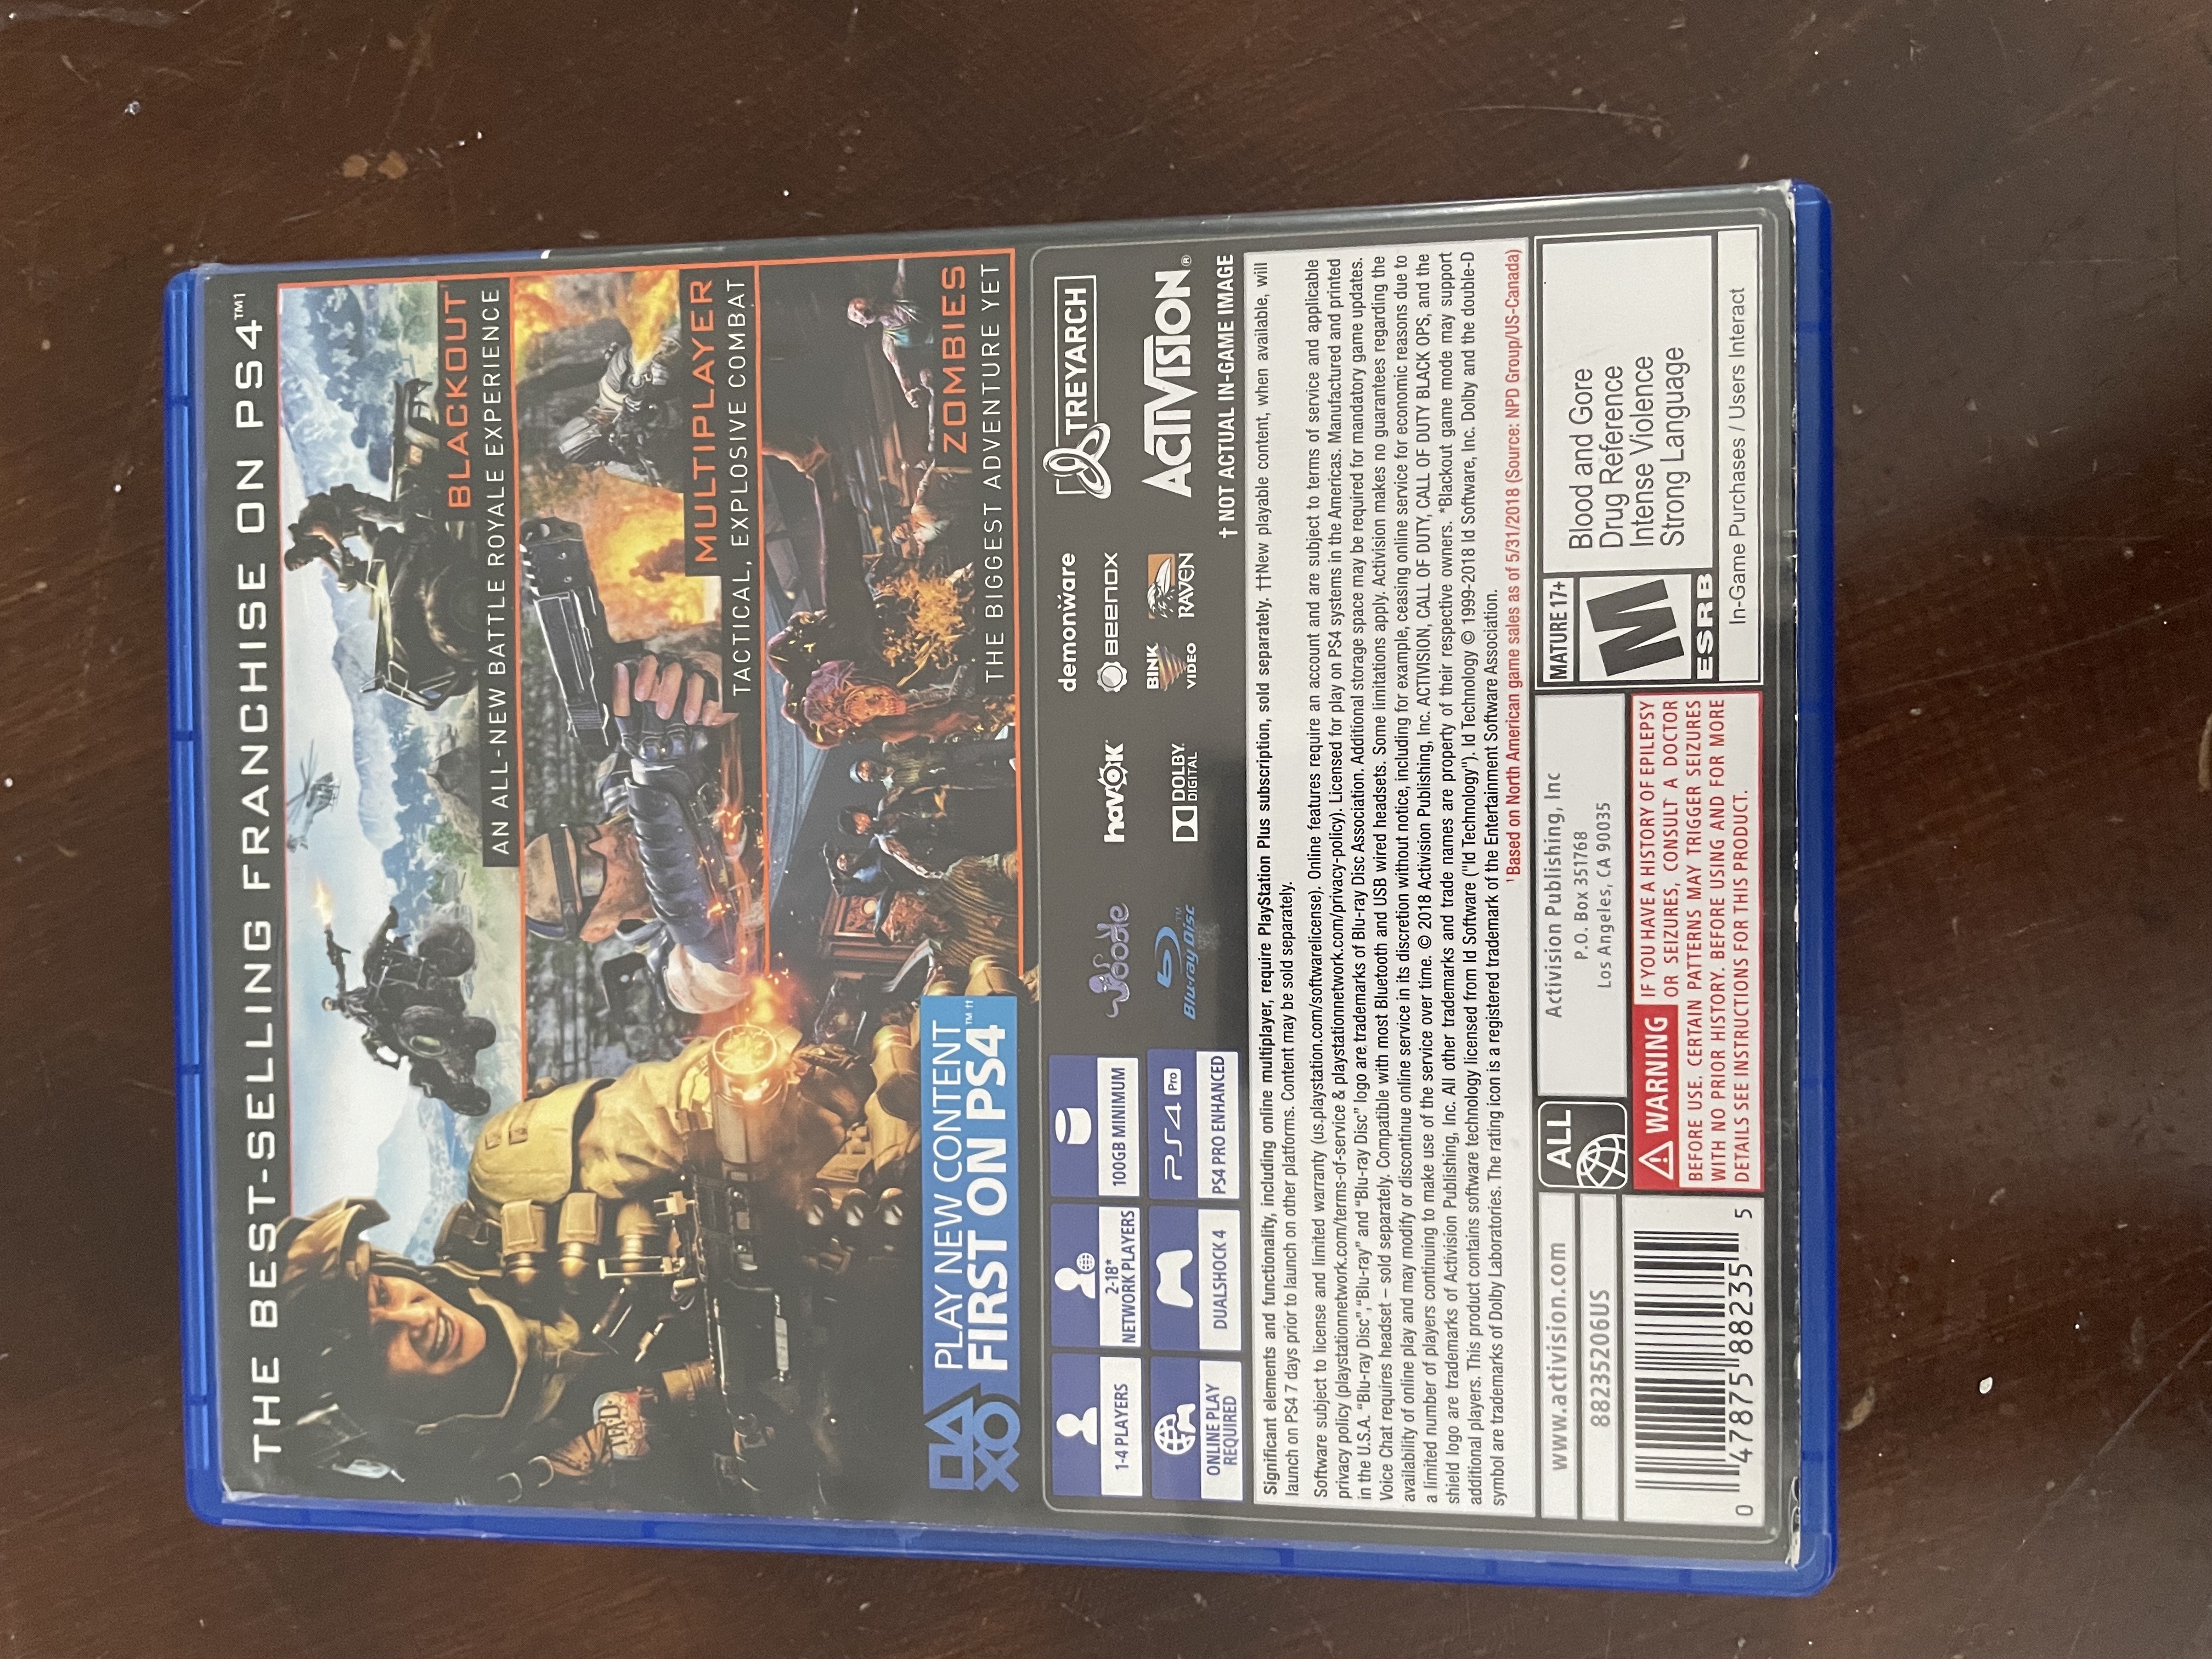 THE BEST-SELLING FRANCHISE ON PS4™1
BLACKOUT†
AN ALL-NEW BATTLE ROYALE EXPERIENCE
MULTIPLAYER
TACTICAL, EXPLOSIVE COMBAT
ZOMBIES
THE BIGGEST ADVENTURE YET
PLAY NEW CONTENT
FIRST ON PS4™††
1-4 PLAYERS
2-18*
NETWORK PLAYERS
100GB MINIMUM
ONLINE PLAY
REQUIRED
DUALSHOCK 4
PS4 Pro
PS4 PRO ENHANCED
oodle
havok
demonware
BEENOX
TREYARCH
Blu-ray Disc™
DOLBY
DIGITAL
BINK
VIDEO
RAVEN
ACTIVISION®
† NOT ACTUAL IN-GAME IMAGE
Significant elements and functionality, including online multiplayer, require PlayStation Plus subscription, sold separately. ††New playable content, when available, will
launch on PS4 7 days prior to launch on other platforms. Content may be sold separately.
Software subject to license and limited warranty (us.playstation.com/softwarelicense). Online features require an account and are subject to terms of service and applicable
privacy policy (playstationnetwork.com/terms-of-service & playstationnetwork.com/privacy-policy). Licensed for play on PS4 systems in the Americas. Manufactured and printed
in the U.S.A. "Blu-ray Disc", "Blu-ray" and "Blu-ray Disc" logo are trademarks of Blu-ray Disc Association. Additional storage space may be required for mandatory game updates.
Voice Chat requires headset – sold separately. Compatible with most Bluetooth and USB wired headsets. Some limitations apply. Activision makes no guarantees regarding the
availability of online play and may modify or discontinue online service in its discretion without notice, including for example, ceasing online service for economic reasons due to
a limited number of players continuing to make use of the service over time. © 2018 Activision Publishing, Inc. ACTIVISION, CALL OF DUTY, CALL OF DUTY BLACK OPS, and the
shield logo are trademarks of Activision Publishing, Inc. All other trademarks and trade names are property of their respective owners. *Blackout game mode may support
additional players. This product contains software technology licensed from Id Software ("Id Technology"). Id Technology © 1999-2018 Id Software, Inc. Dolby and the double-D
symbol are trademarks of Dolby Laboratories. The rating icon is a registered trademark of the Entertainment Software Association.
1Based on North American game sales as of 5/31/2018 (Source: NPD Group/US-Canada)
www.activision.com
88235206US
ALL
Activision Publishing, Inc
P.O. Box 351768
Los Angeles, CA 90035
0 47875 88235 5
WARNING IF YOU HAVE A HISTORY OF EPILEPSY
OR SEIZURES, CONSULT A DOCTOR
BEFORE USE. CERTAIN PATTERNS MAY TRIGGER SEIZURES
WITH NO PRIOR HISTORY. BEFORE USING AND FOR MORE
DETAILS SEE INSTRUCTIONS FOR THIS PRODUCT.
MATURE 17+
M
ESRB
Blood and Gore
Drug Reference
Intense Violence
Strong Language
In-Game Purchases / Users Interact